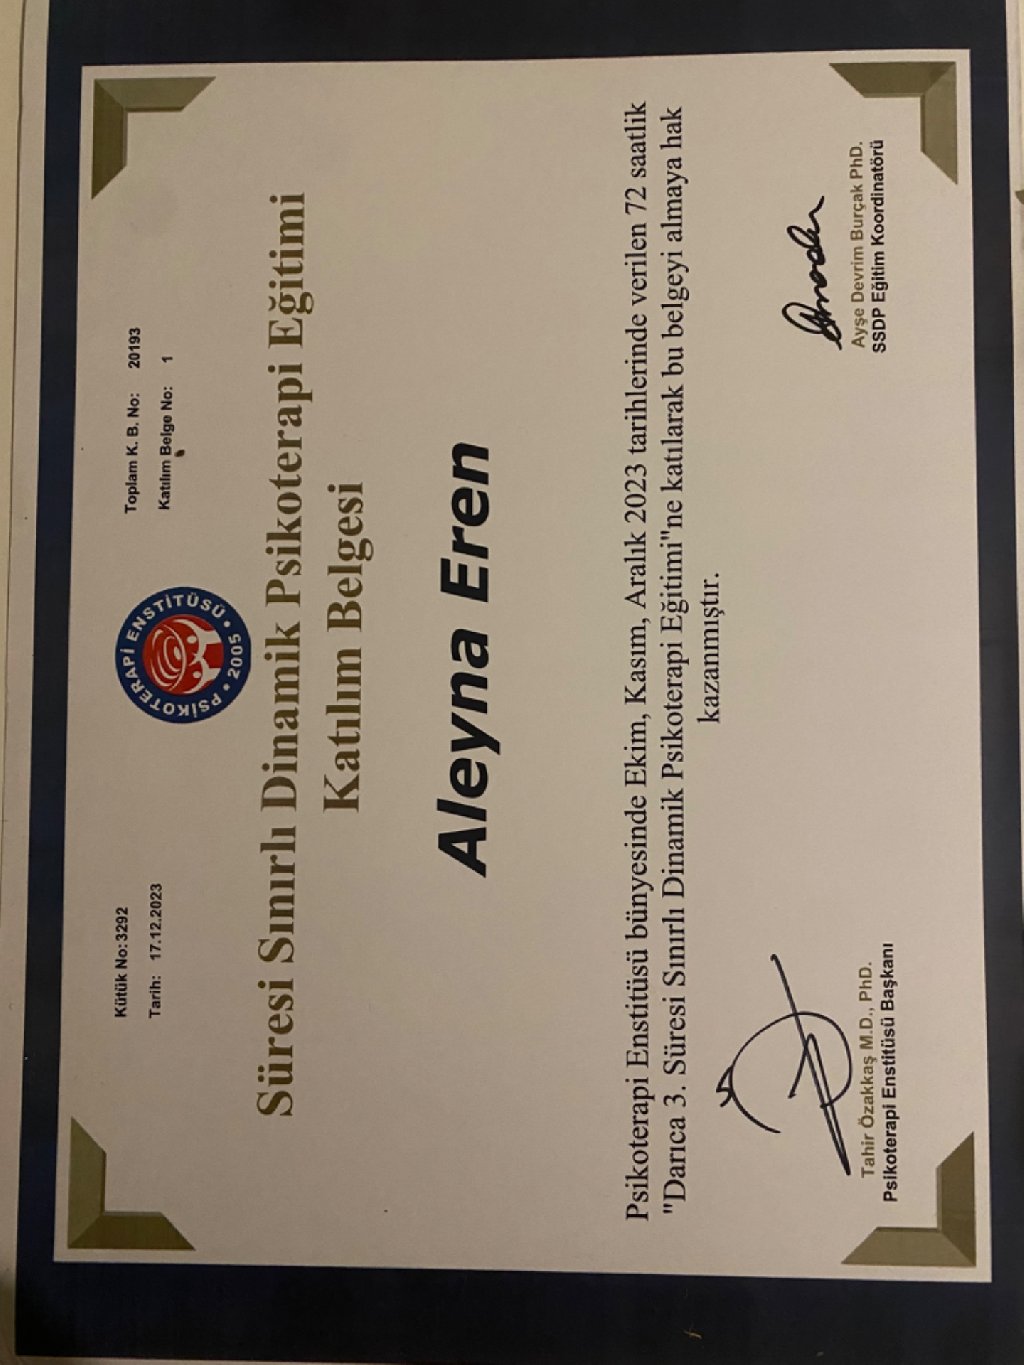 Kütük No: 3292
Tarih: 17.12.2023
PSİKOTERAPİ ENSTİTÜSÜ • 2005 •
Toplam K. B. No: 20193
Katılım Belge No: 1
Süresi Sınırlı Dinamik Psikoterapi Eğitimi
Katılım Belgesi
Aleyna Eren
Psikoterapi Enstitüsü bünyesinde Ekim, Kasım, Aralık 2023 tarihlerinde verilen 72 saatlik
"Darıca 3. Süresi Sınırlı Dinamik Psikoterapi Eğitimi"ne katılarak bu belgeyi almaya hak
kazanmıştır.
Tahir Özakkaş M.D., PhD.
Psikoterapi Enstitüsü Başkanı
Ayşe Devrim Burçak PhD.
SSDP Eğitim Koordinatörü